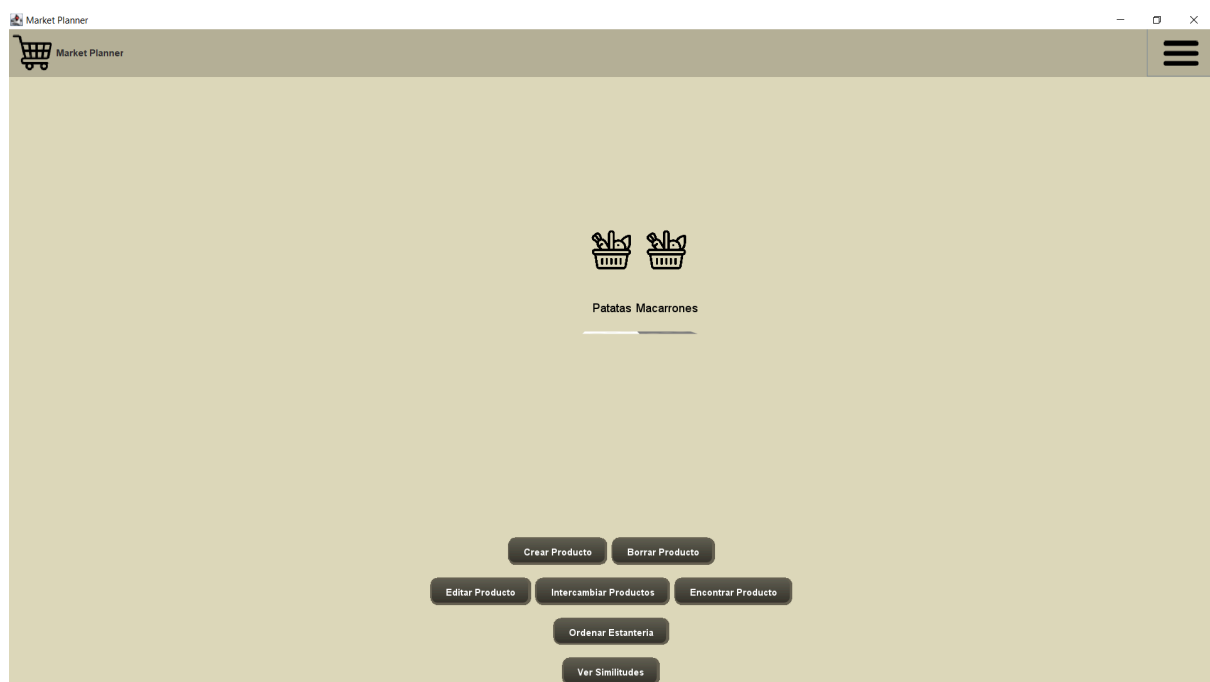 Market Planner
Market Planner
Patatas Macarrones
Crear Producto Borrar Producto
Editar Producto Intercambiar Productos Encontrar Producto
Ordenar Estanteria
Ver Similitudes